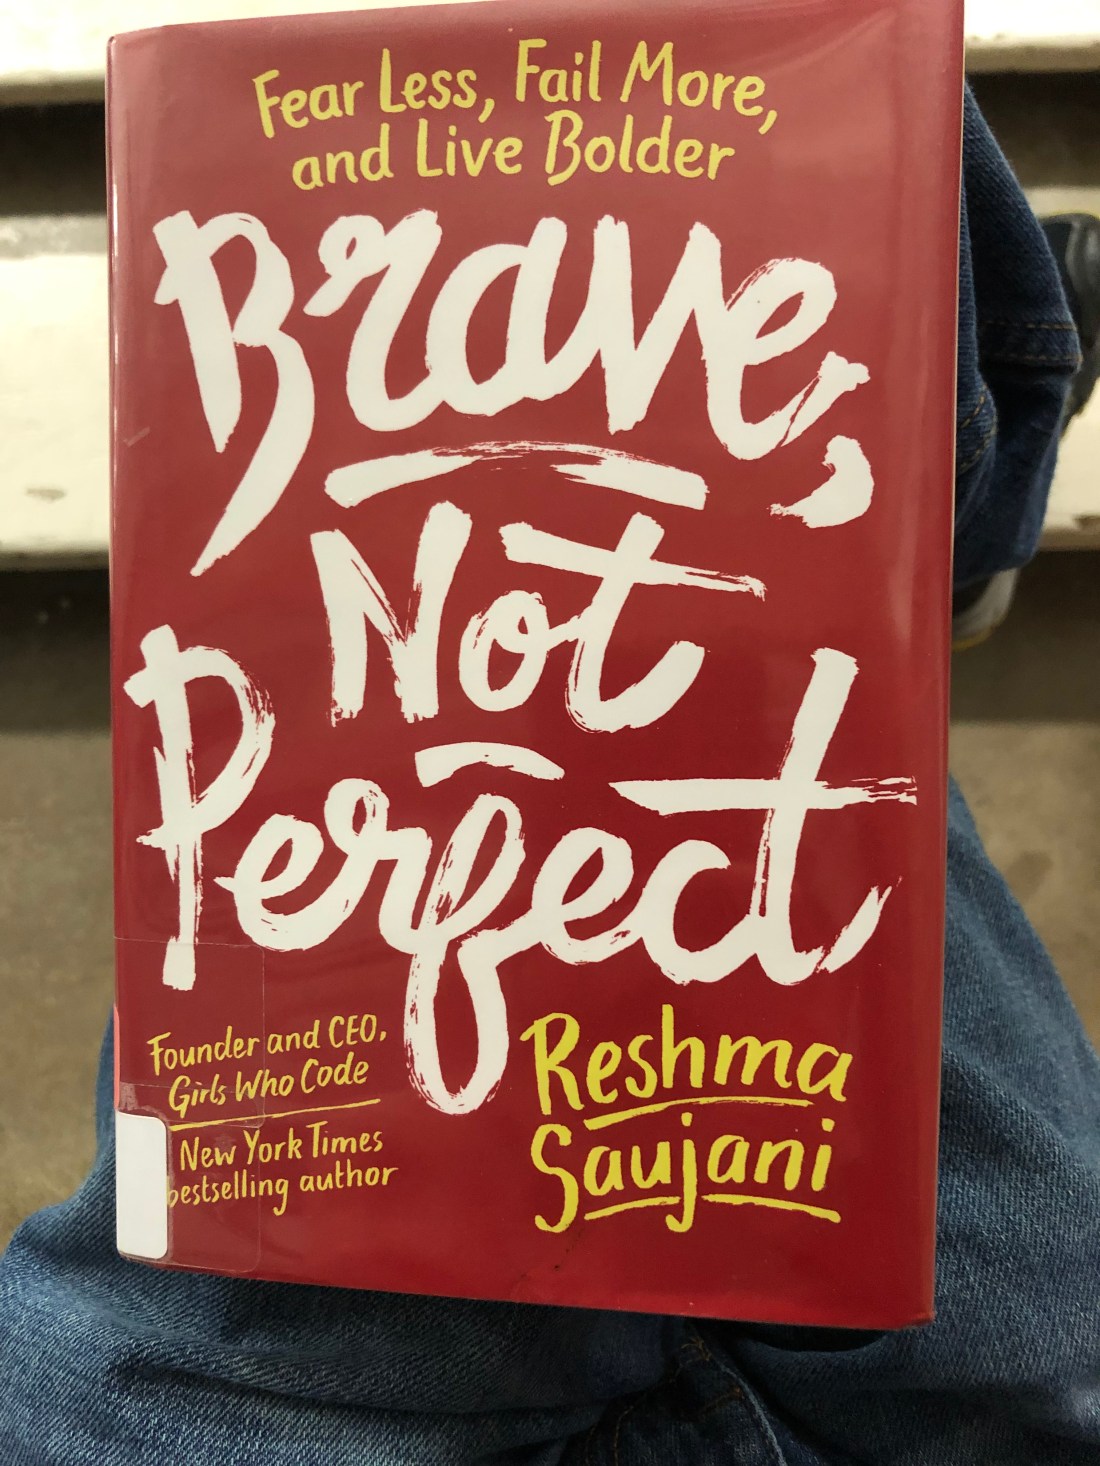 Fear Less, Fail More,
and Live Bolder
Brave,
Not
Perfect
Founder and CEO,
Girls Who Code
New York Times
bestselling author
Reshma
Saujani